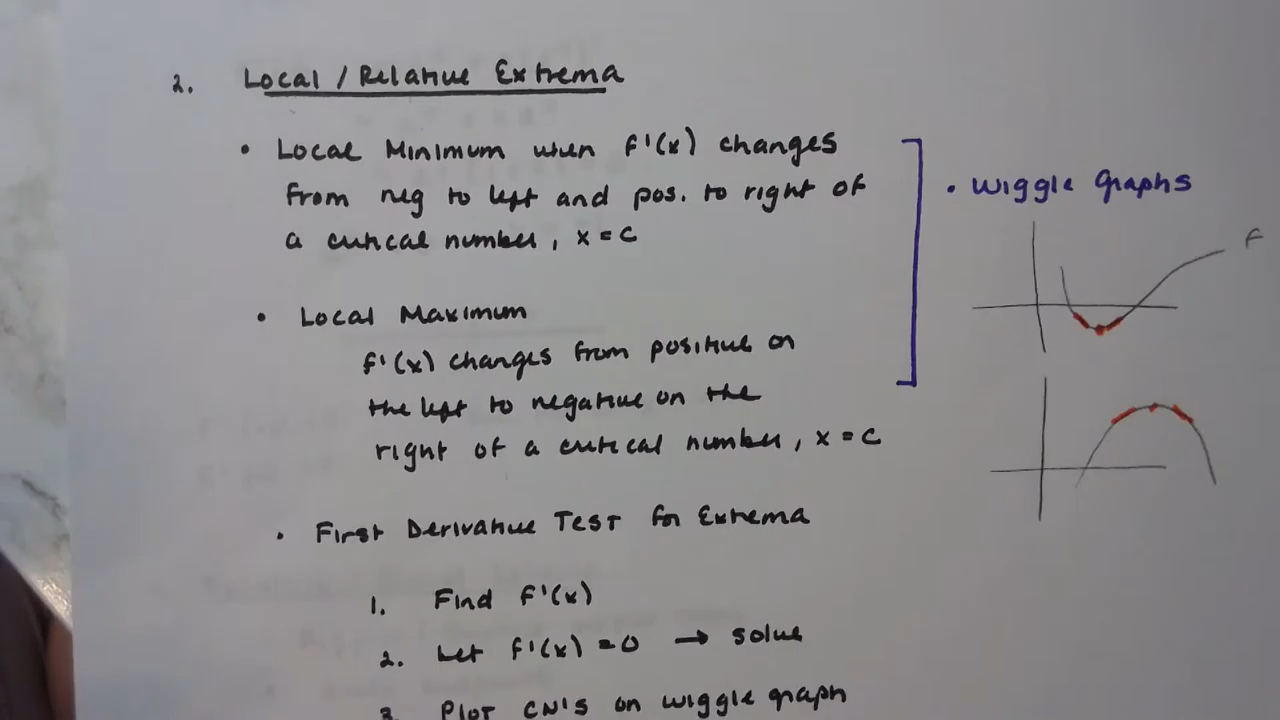 2. Local / Relative Extrema
• Local Minimum when f'(x) changes
from neg to left and pos. to right of
a critical number, x = c
• Wiggle Graphs
F
• Local Maximum
f'(x) changes from positive on
the left to negative on the
right of a critical number, x = c
• First Derivative Test for Extrema
1. Find f'(x)
2. Let f'(x) = 0 → solve
3. Plot CN's on wiggle graph